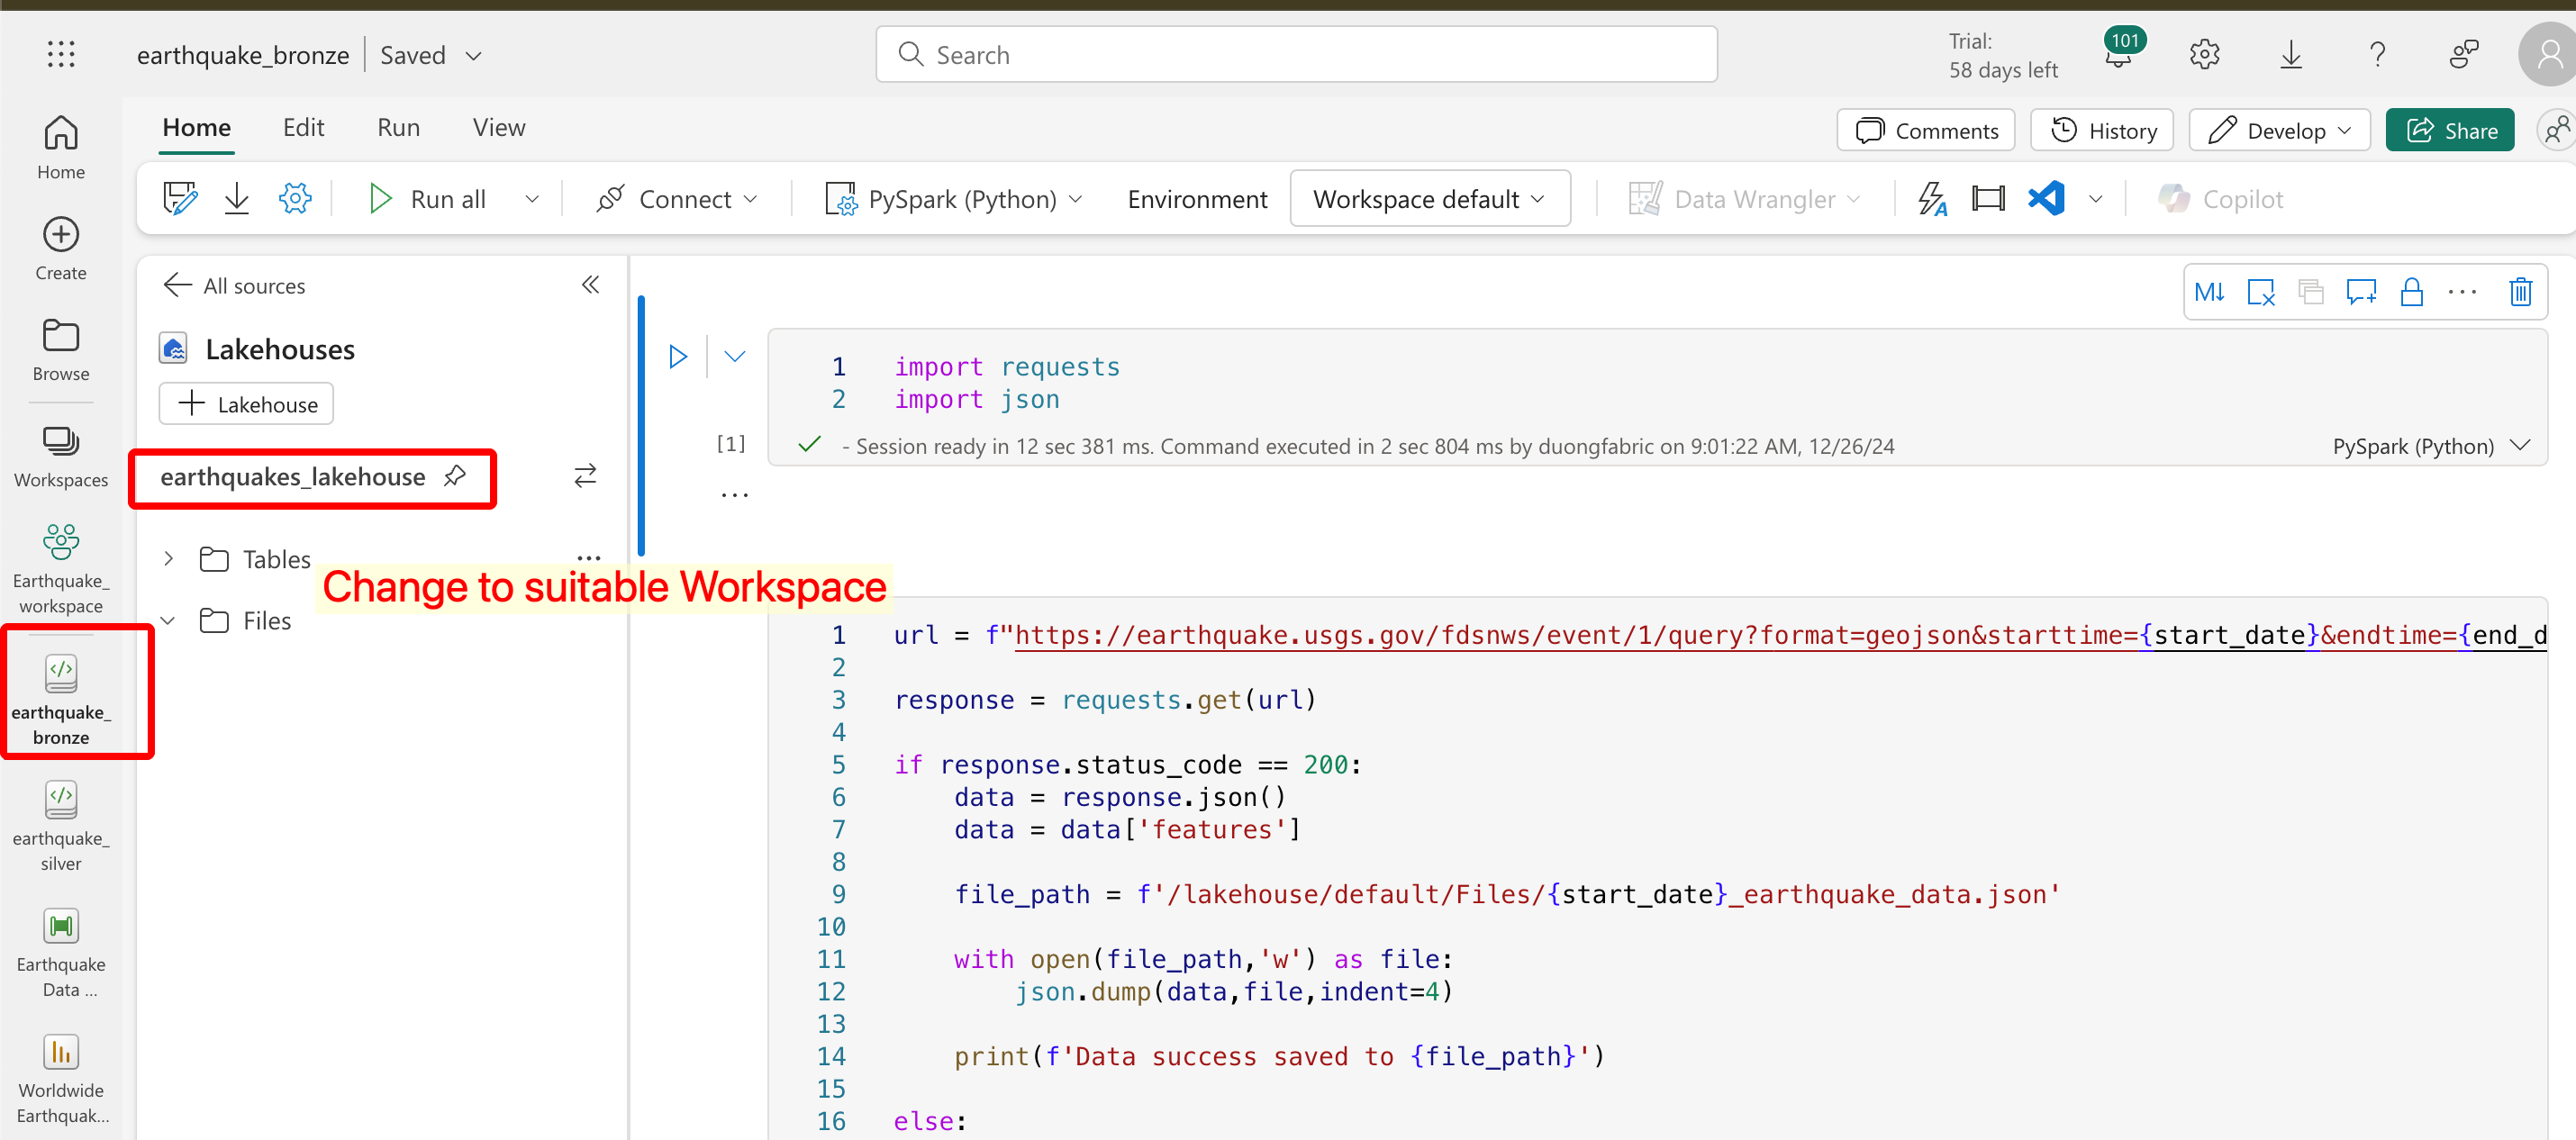 earthquake_bronze | Saved
Search
Trial:
58 days left
101
Home
Edit
Run
View
Comments
History
Develop
Share
Run all
Connect
PySpark (Python)
Environment
Workspace default
Data Wrangler
Copilot
Home
Create
Browse
Workspaces
Earthquake_
workspace
earthquake_
bronze
earthquake_
silver
Earthquake
Data ...
Worldwide
Earthquak...
All sources
Lakehouses
Lakehouse
earthquakes_lakehouse
Tables
Files
Change to suitable Workspace
M↓
1 import requests
2 import json
[1]
- Session ready in 12 sec 381 ms. Command executed in 2 sec 804 ms by duongfabric on 9:01:22 AM, 12/26/24
PySpark (Python)
1 url = f"https://earthquake.usgs.gov/fdsnws/event/1/query?format=geojson&starttime={start_date}&endtime={end_d
2
3 response = requests.get(url)
4
5 if response.status_code == 200:
6 data = response.json()
7 data = data['features']
8
9 file_path = f'/lakehouse/default/Files/{start_date}_earthquake_data.json'
10
11 with open(file_path,'w') as file:
12 json.dump(data,file,indent=4)
13
14 print(f'Data success saved to {file_path}')
15
16 else: